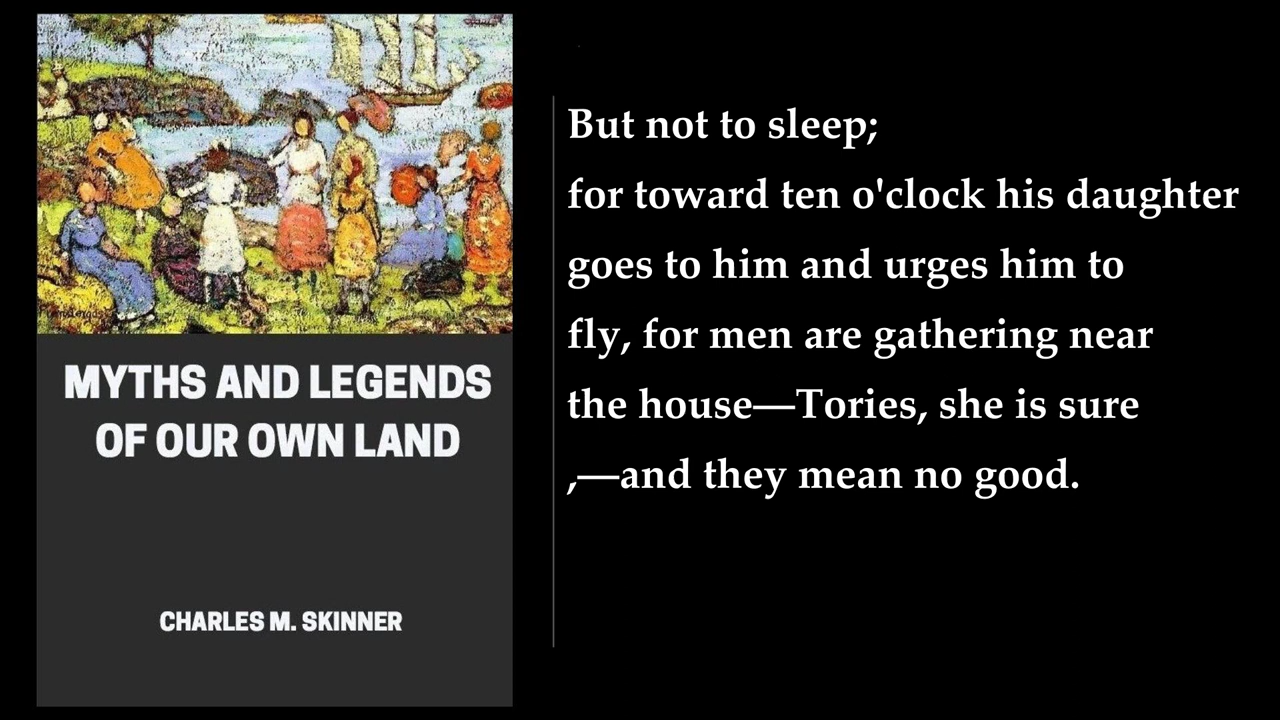 MYTHS AND LEGENDS
OF OUR OWN LAND
CHARLES M. SKINNER
But not to sleep;
for toward ten o'clock his daughter
goes to him and urges him to
fly, for men are gathering near
the house—Tories, she is sure
,—and they mean no good.